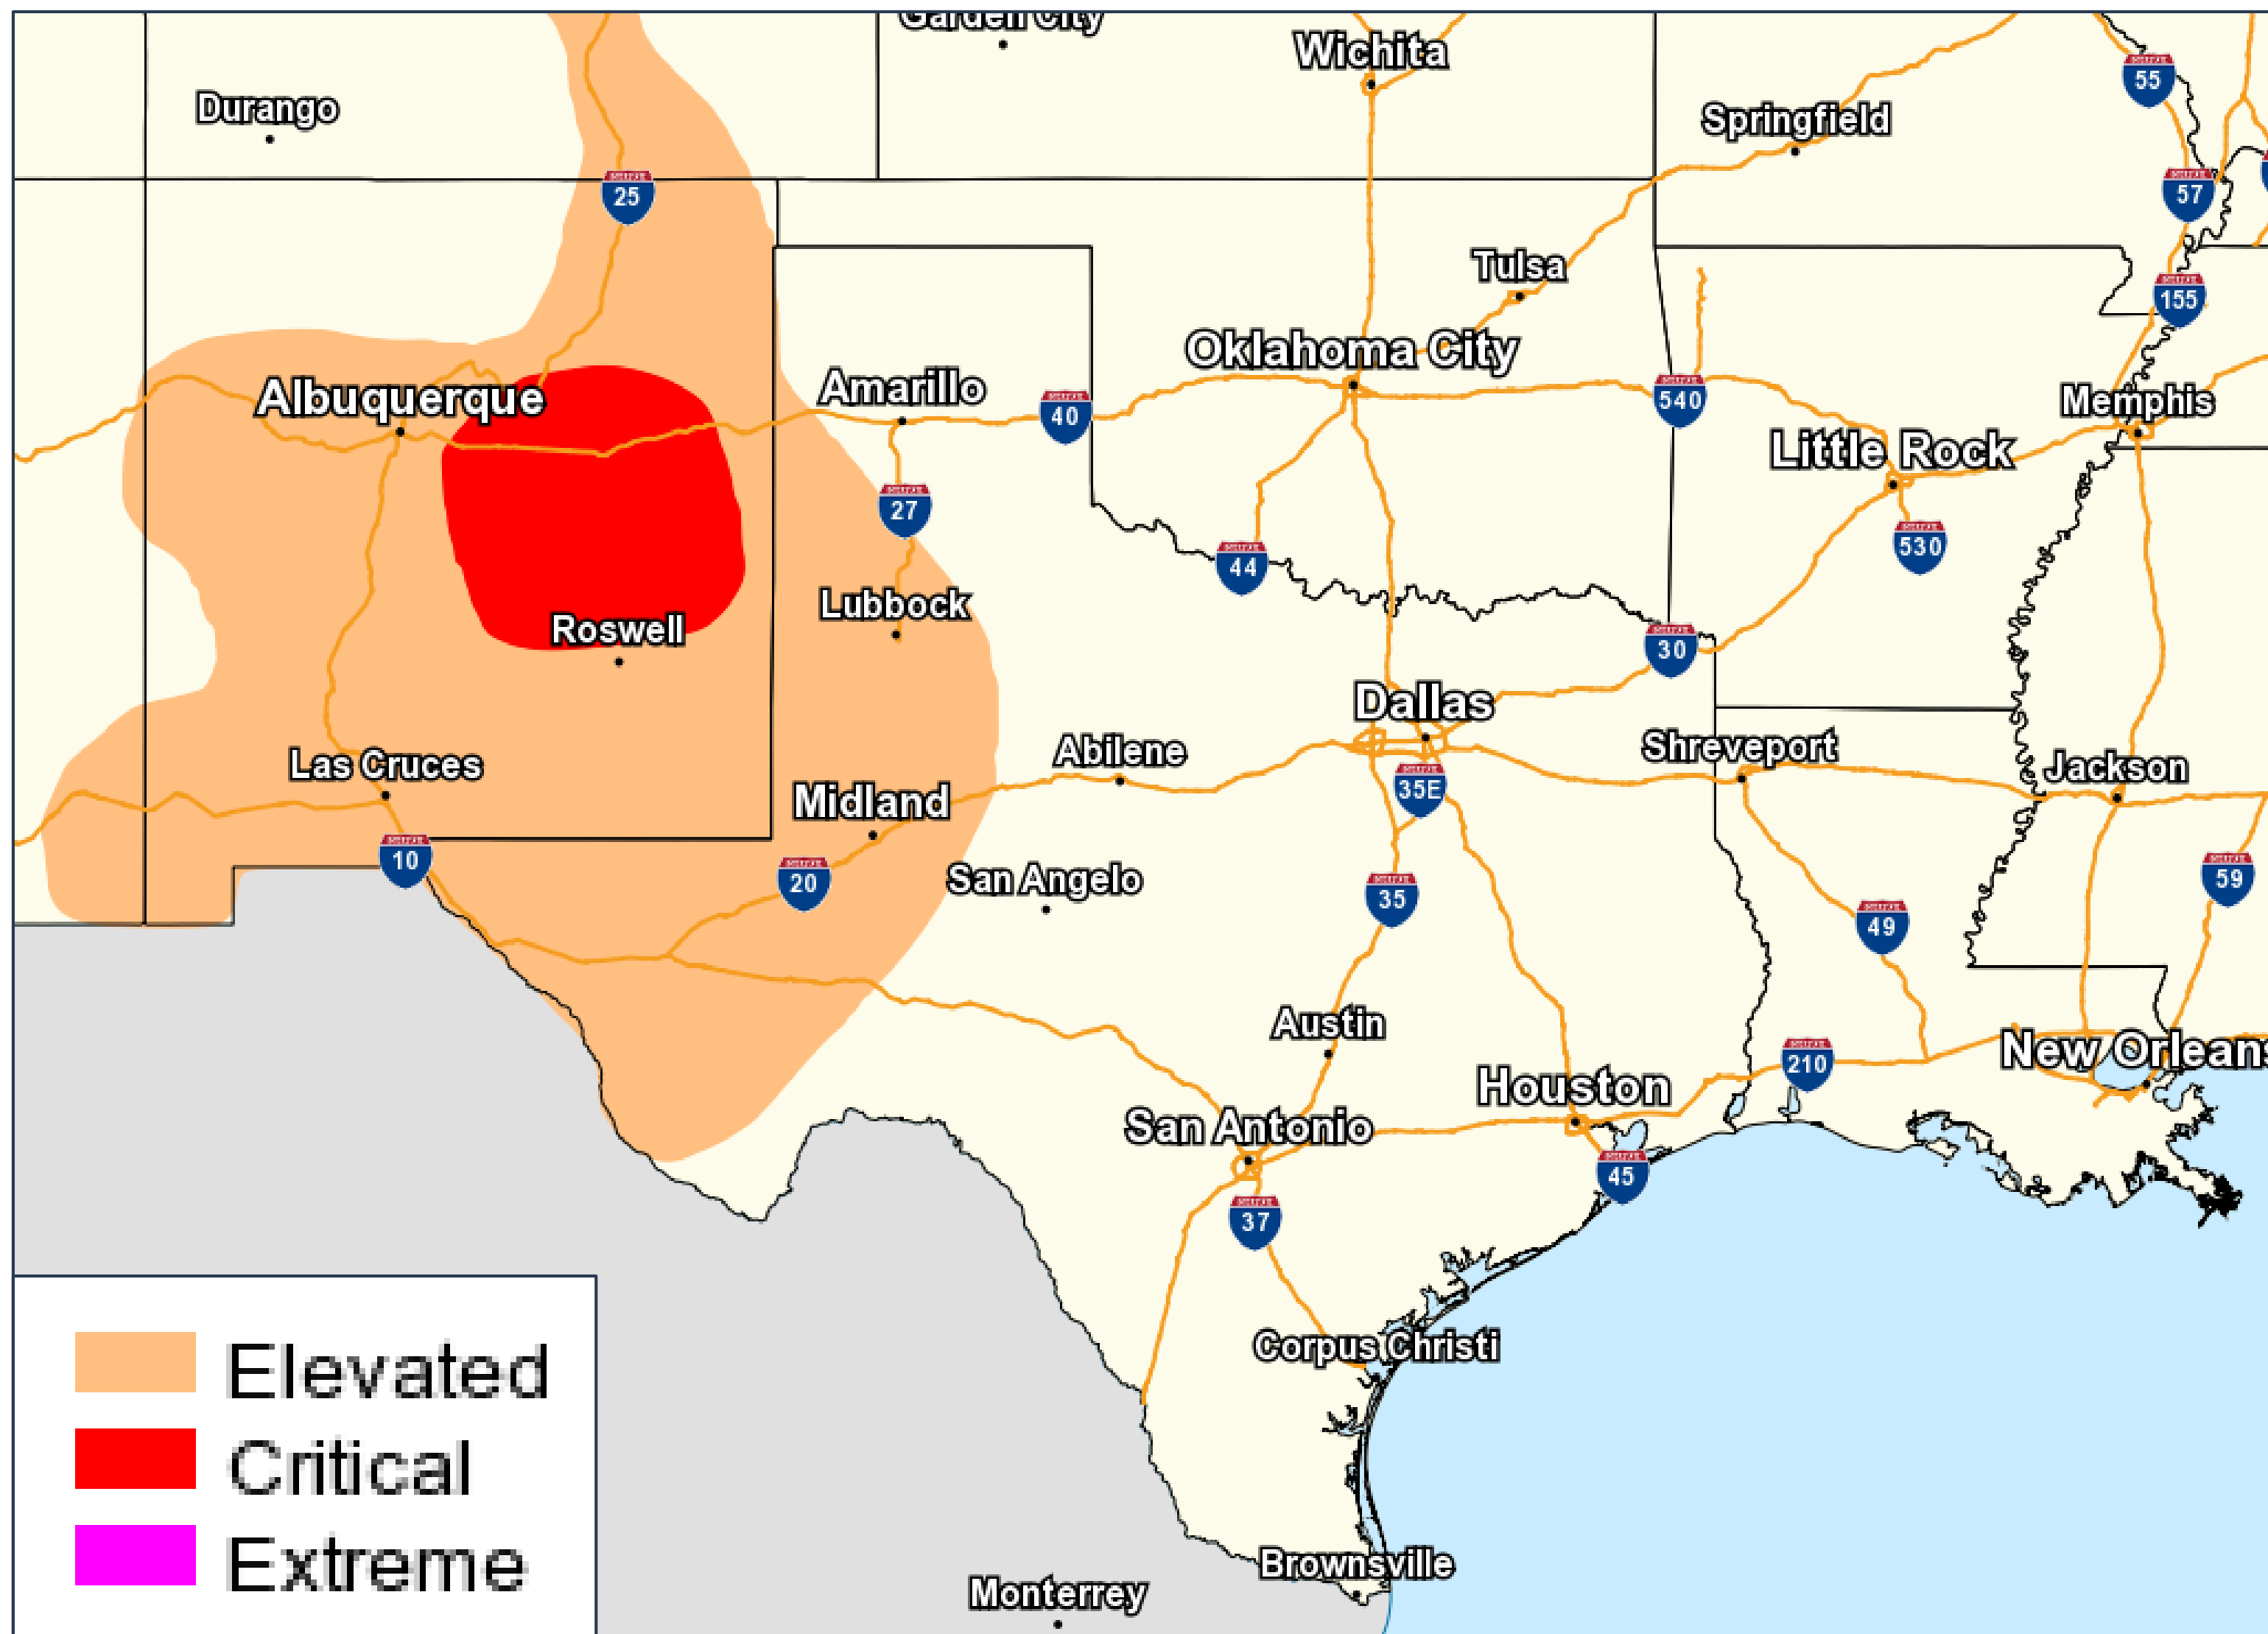 Garden City
Wichita
55
Durango
Springfield
57
25
Tulsa
155
Oklahoma City
Albuquerque
Amarillo
40
540
Memphis
Little Rock
27
530
44
Lubbock
Roswell
30
Dallas
Shreveport
Abilene
Las Cruces
Jackson
35E
Midland
10
20
San Angelo
35
59
49
Austin
New Orleans
210
Houston
San Antonio
45
37
Corpus Christi
Elevated
Critical
Extreme
Brownsville
Monterrey